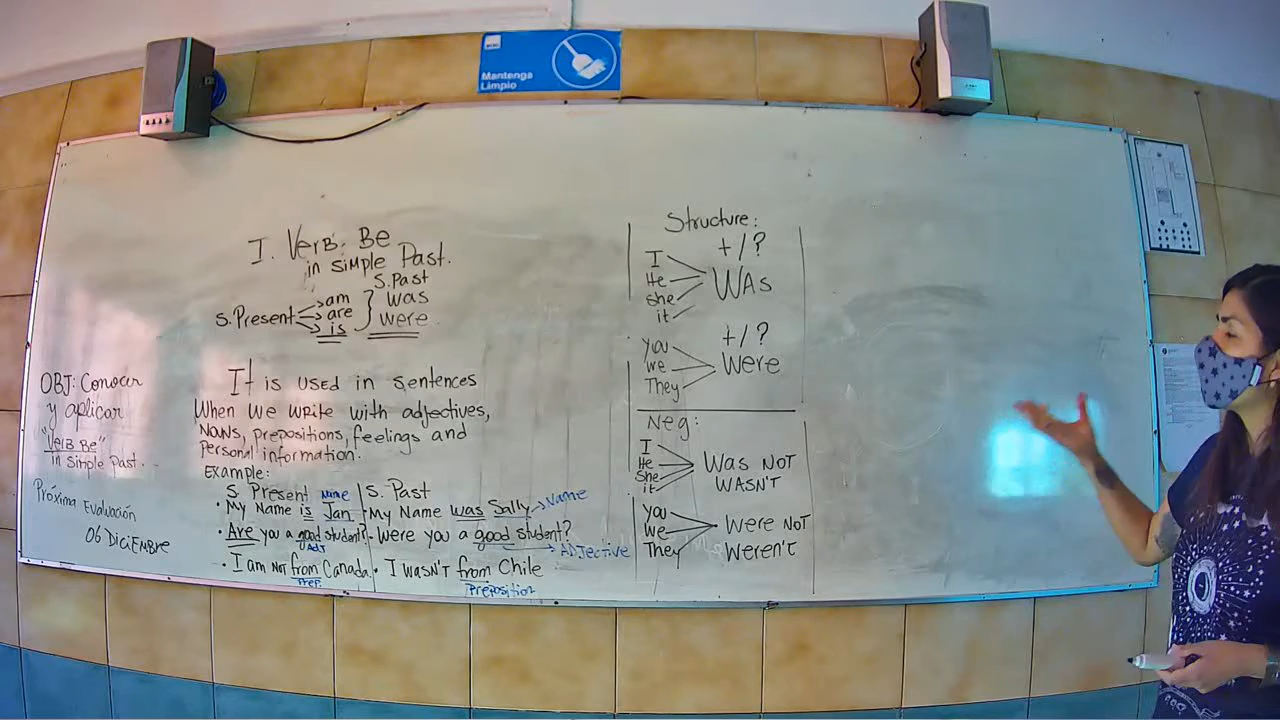 Mantenga
Limpio
I. Verb: Be
in simple Past.
S. Past
S. Present am are is } was were
OBJ: Conocer
y aplicar
"Verb Be"
in simple past.
Próxima Evaluación
06 Diciembre
It is used in sentences
When we write with adjectives,
Nouns, prepositions, feelings and
personal information.
Example:
S. Present Name | S. Past
• My Name is Jan • My Name was Sally → Name
• Are you a good student? - Were you a good student?
Adj → Adjective
• I am not from Canada • I wasn't from Chile
Prep. Preposition
Structure:
+ / ?
I
He
She
it
Was
+ / ?
you
we
They
Were
Neg:
I
He
She
it
Was Not
Wasn't
you
we
They
Were Not
Weren't